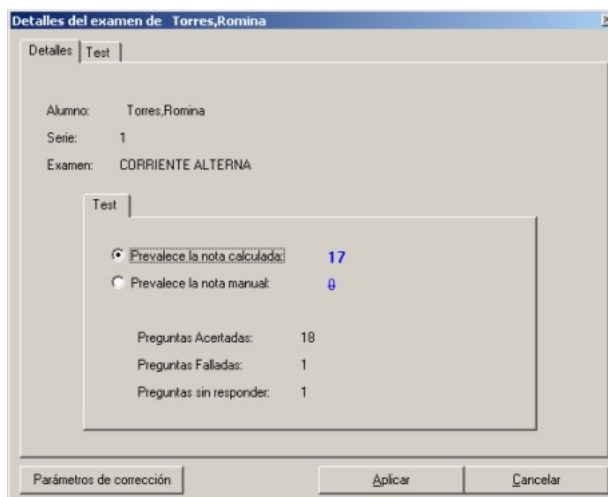 Detalles del examen de Torres,Romina
Detalles Test
Alumno: Torres,Romina
Serie: 1
Examen: CORRIENTE ALTERNA
Test
Prevalece la nota calculada: 17
Prevalece la nota manual: 0
Preguntas Acertadas: 18
Preguntas Falladas: 1
Preguntas sin responder: 1
Parámetros de corrección Aplicar Cancelar